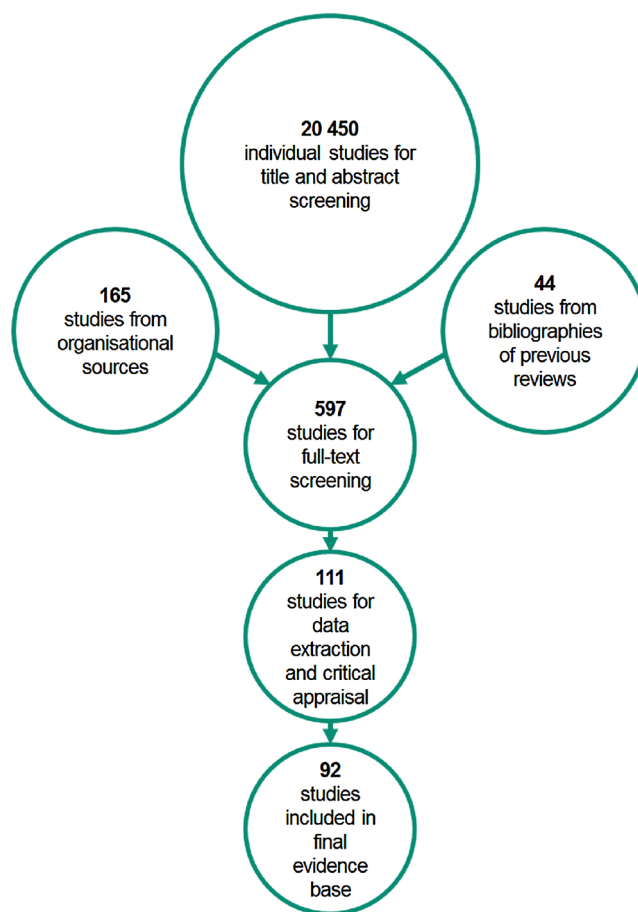 20 450
individual studies for
title and abstract
screening
165
studies from
organisational
sources
44
studies from
bibliographies
of previous
reviews
597
studies for
full-text
screening
111
studies for
data
extraction
and critical
appraisal
92
studies
included in
final
evidence
base